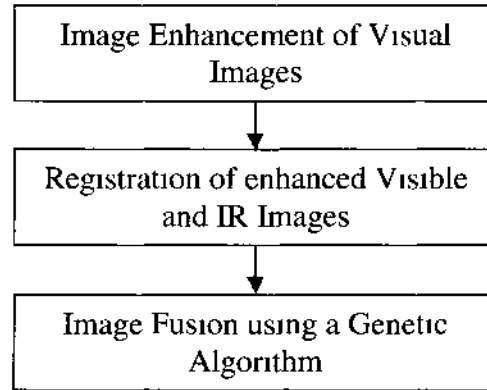 Image Enhancement of Visual
Images
Registration of enhanced Visible
and IR Images
Image Fusion using a Genetic
Algorithm